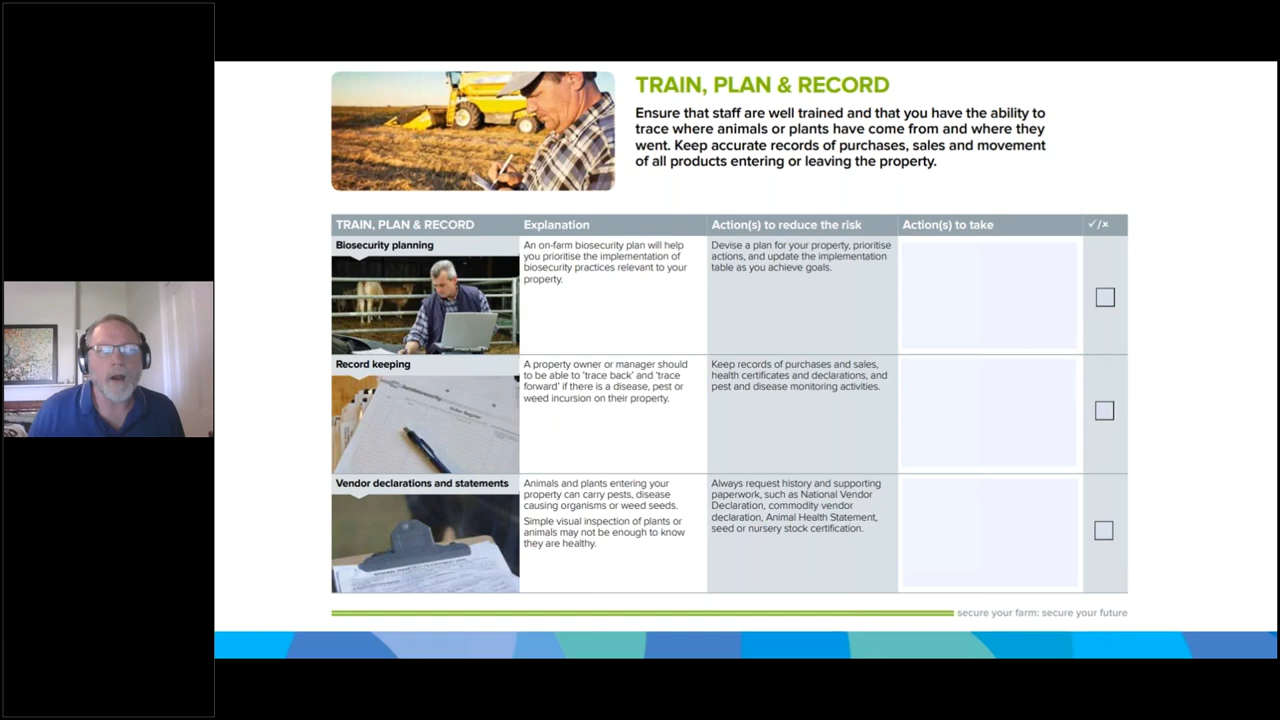 TRAIN, PLAN & RECORD
Ensure that staff are well trained and that you have the ability to
trace where animals or plants have come from and where they
went. Keep accurate records of purchases, sales and movement
of all products entering or leaving the property.
TRAIN, PLAN & RECORD Explanation Action(s) to reduce the risk Action(s) to take ✓/×
Biosecurity planning
An on-farm biosecurity plan will help
you prioritise the implementation of
biosecurity practices relevant to your
property.
Devise a plan for your property, prioritise
actions, and update the implementation
table as you achieve goals.
Record keeping
A property owner or manager should
to be able to 'trace back' and 'trace
forward' if there is a disease, pest or
weed incursion on their property.
Keep records of purchases and sales,
health certificates and declarations, and
pest and disease monitoring activities.
Vendor declarations and statements
Animals and plants entering your
property can carry pests, disease
causing organisms or weed seeds.
Simple visual inspection of plants or
animals may not be enough to know
they are healthy.
Always request history and supporting
paperwork, such as National Vendor
Declaration, commodity vendor
declaration, Animal Health Statement,
seed or nursery stock certification.
secure your farm: secure your future